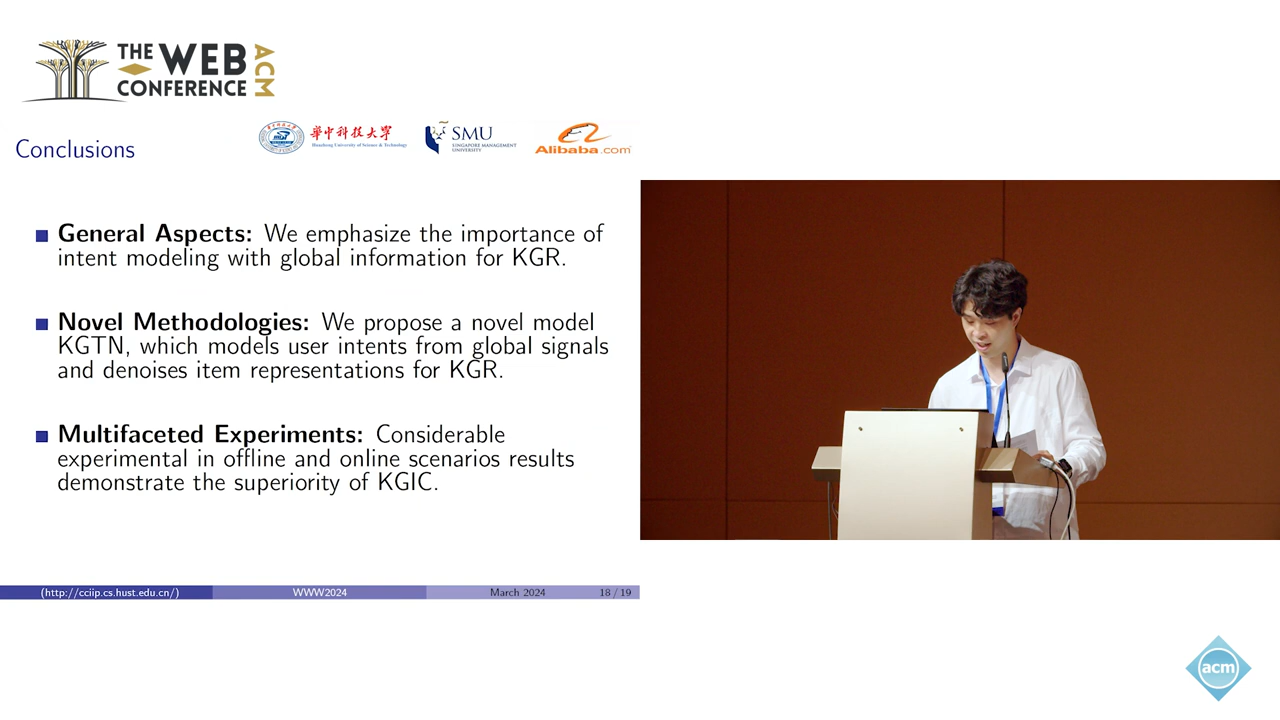 THE WEB
CONFERENCE
ACM
Conclusions
華中科技大學
Huazhong University of Science & Technology
SMU
SINGAPORE MANAGEMENT
UNIVERSITY
Alibaba.com
General Aspects: We emphasize the importance of
intent modeling with global information for KGR.
Novel Methodologies: We propose a novel model
KGTN, which models user intents from global signals
and denoises item representations for KGR.
Multifaceted Experiments: Considerable
experimental in offline and online scenarios results
demonstrate the superiority of KGIC.
(http://cciip.cs.hust.edu.cn/) WWW2024 March 2024 18 / 19
acm